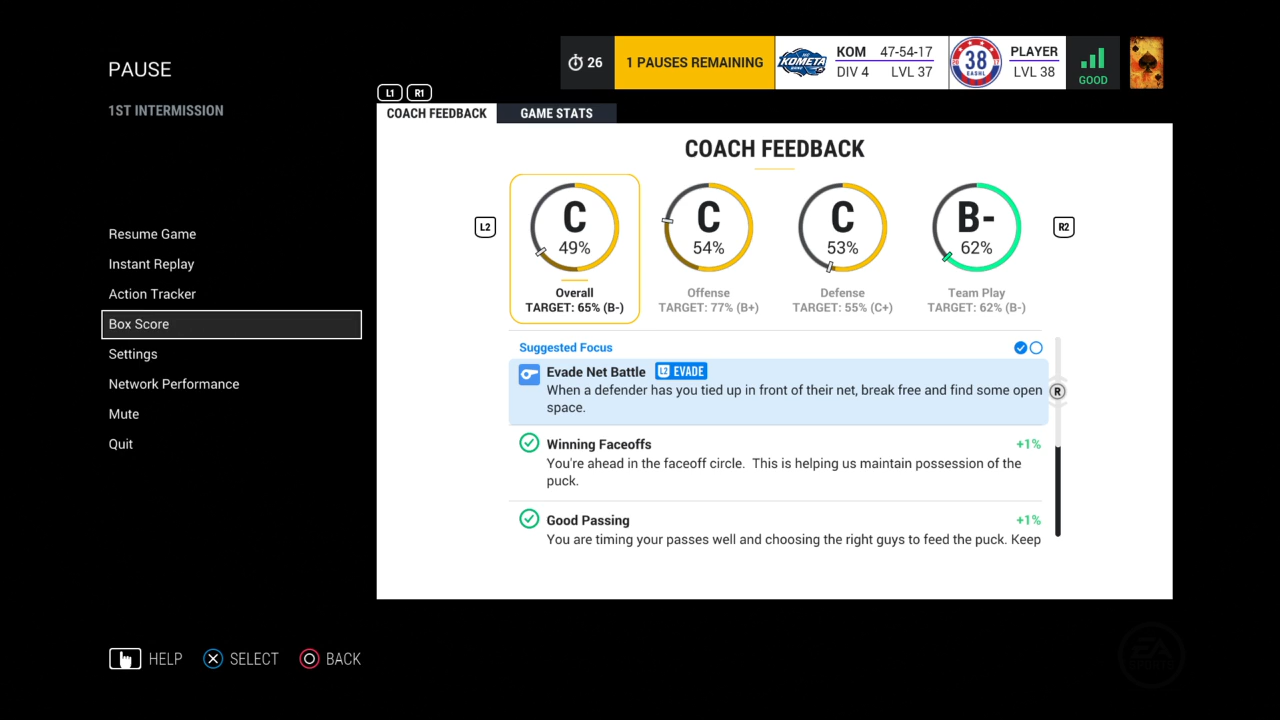 PAUSE
1ST INTERMISSION
26
1 PAUSES REMAINING
KOMETA
KOM 47-54-17
DIV 4 LVL 37
38
EASHL
PLAYER
LVL 38
GOOD
L1 R1
COACH FEEDBACK GAME STATS
COACH FEEDBACK
L2
C
49%
Overall
TARGET: 65% (B-)
C
54%
Offense
TARGET: 77% (B+)
C
53%
Defense
TARGET: 55% (C+)
B-
62%
Team Play
TARGET: 62% (B-)
R2
Resume Game
Instant Replay
Action Tracker
Box Score
Settings
Network Performance
Mute
Quit
Suggested Focus
Evade Net Battle L2 EVADE
When a defender has you tied up in front of their net, break free and find some open
space.
R
Winning Faceoffs +1%
You're ahead in the faceoff circle. This is helping us maintain possession of the
puck.
Good Passing +1%
You are timing your passes well and choosing the right guys to feed the puck. Keep
HELP SELECT BACK
EA
SPORTS